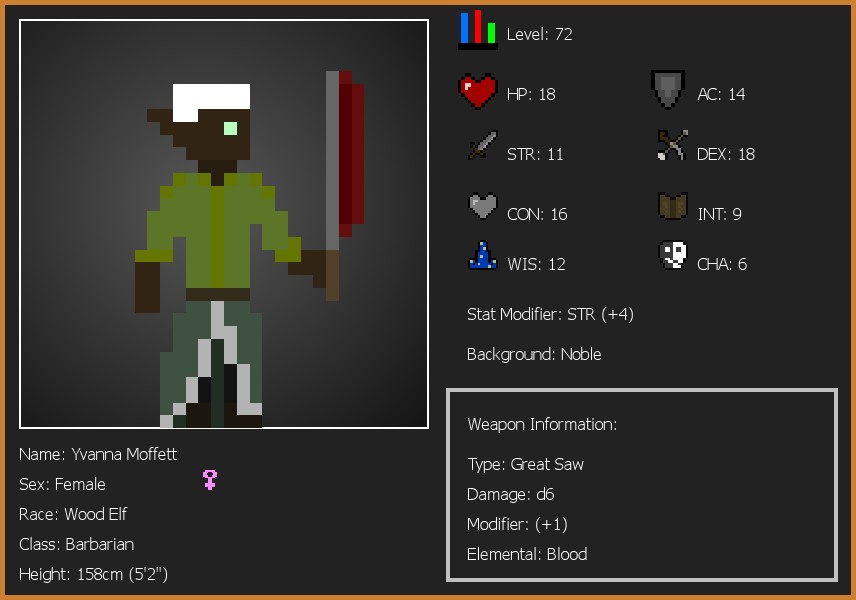 Level: 72
HP: 18
AC: 14
STR: 11
DEX: 18
CON: 16
INT: 9
WIS: 12
CHA: 6
Stat Modifier: STR (+4)
Background: Noble
Weapon Information:
Type: Great Saw
Damage: d6
Modifier: (+1)
Elemental: Blood
Name: Yvanna Moffett
Sex: Female
Race: Wood Elf
Class: Barbarian
Height: 158cm (5'2")